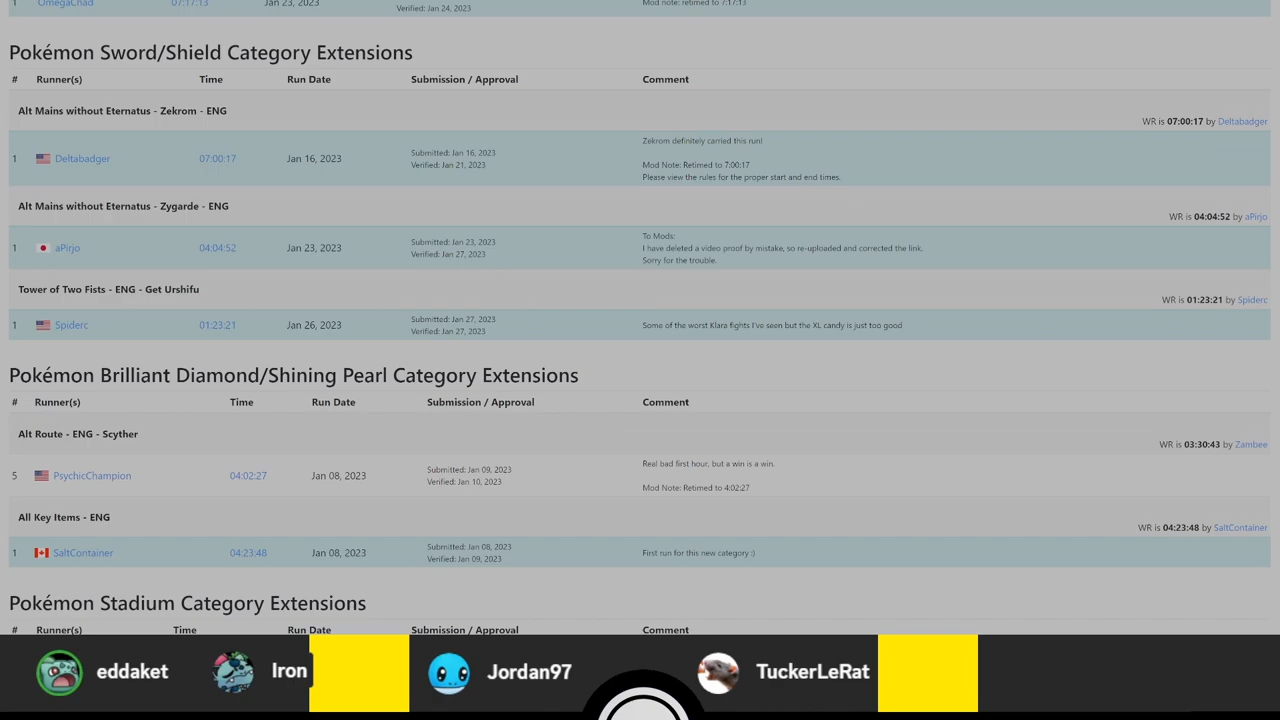 1 OmegaChad 07:17:13 Jan 23, 2023 Verified: Jan 24, 2023 Mod note: retimed to 7:17:13
Pokémon Sword/Shield Category Extensions
# Runner(s) Time Run Date Submission / Approval Comment
Alt Mains without Eternatus - Zekrom - ENG
WR is 07:00:17 by Deltabadger
1 Deltabadger 07:00:17 Jan 16, 2023
Submitted: Jan 16, 2023
Verified: Jan 21, 2023
Zekrom definitely carried this run!
Mod Note: Retimed to 7:00:17
Please view the rules for the proper start and end times.
Alt Mains without Eternatus - Zygarde - ENG
WR is 04:04:52 by aPirjo
1 aPirjo 04:04:52 Jan 23, 2023
Submitted: Jan 23, 2023
Verified: Jan 27, 2023
To Mods:
I have deleted a video proof by mistake, so re-uploaded and corrected the link.
Sorry for the trouble.
Tower of Two Fists - ENG - Get Urshifu
WR is 01:23:21 by Spiderc
1 Spiderc 01:23:21 Jan 26, 2023
Submitted: Jan 27, 2023
Verified: Jan 27, 2023
Some of the worst Klara fights I've seen but the XL candy is just too good
Pokémon Brilliant Diamond/Shining Pearl Category Extensions
# Runner(s) Time Run Date Submission / Approval Comment
Alt Route - ENG - Scyther
WR is 03:30:43 by Zambee
5 PsychicChampion 04:02:27 Jan 08, 2023
Submitted: Jan 09, 2023
Verified: Jan 10, 2023
Real bad first hour, but a win is a win.
Mod Note: Retimed to 4:02:27
All Key Items - ENG
WR is 04:23:48 by SaltContainer
1 SaltContainer 04:23:48 Jan 08, 2023
Submitted: Jan 08, 2023
Verified: Jan 09, 2023
First run for this new category :)
Pokémon Stadium Category Extensions
# Runner(s) Time Run Date Submission / Approval Comment
eddaket Iron Jordan97 TuckerLeRat